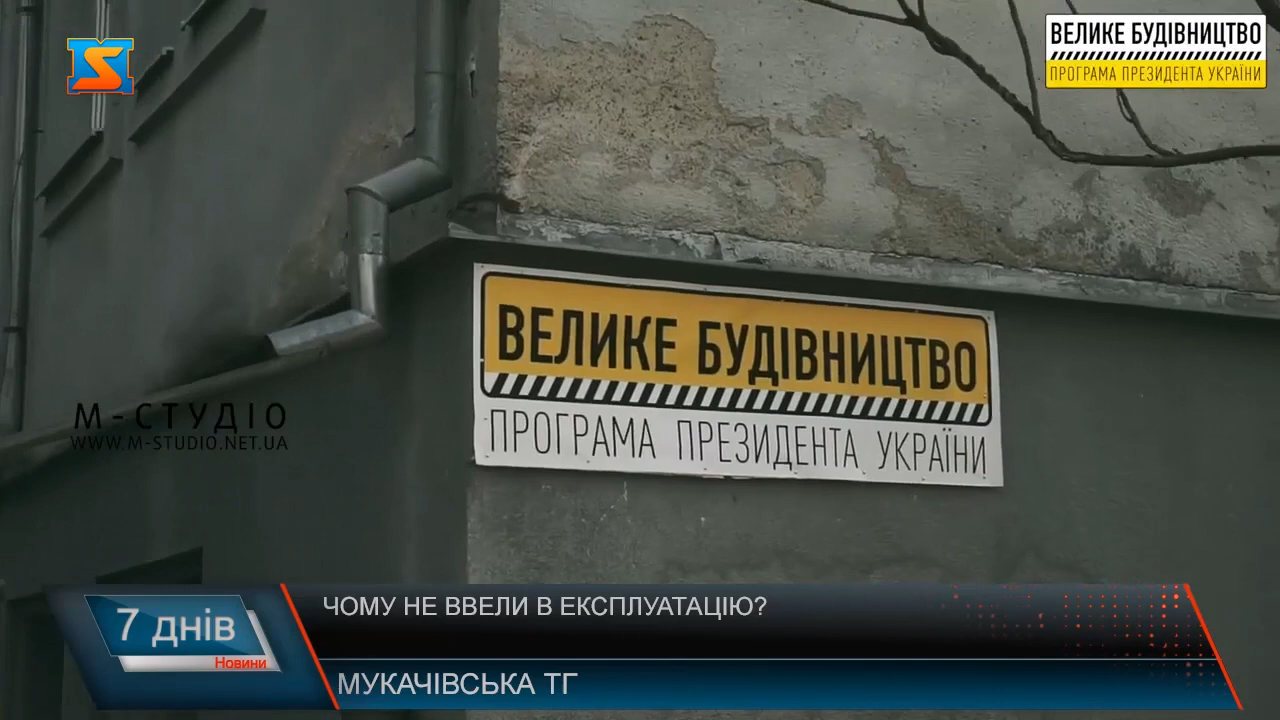 ВЕЛИКЕ БУДІВНИЦТВО
ПРОГРАМА ПРЕЗИДЕНТА УКРАЇНИ
ВЕЛИКЕ БУДІВНИЦТВО
ПРОГРАМА ПРЕЗИДЕНТА УКРАЇНИ
М-СТУДІО
WWW.M-STUDIO.NET.UA
7 днів
Новини
ЧОМУ НЕ ВВЕЛИ В ЕКСПЛУАТАЦІЮ?
МУКАЧІВСЬКА ТГ